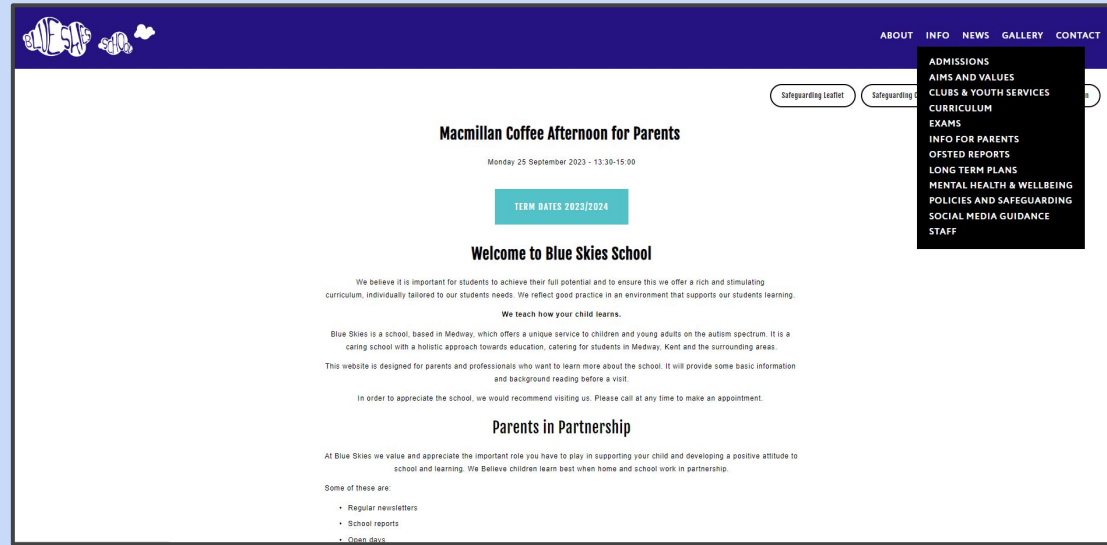 BLUE SKIES SCHOOL
ABOUT INFO NEWS GALLERY CONTACT
ADMISSIONS
AIMS AND VALUES
CLUBS & YOUTH SERVICES
CURRICULUM
EXAMS
INFO FOR PARENTS
OFSTED REPORTS
LONG TERM PLANS
MENTAL HEALTH & WELLBEING
POLICIES AND SAFEGUARDING
SOCIAL MEDIA GUIDANCE
STAFF
Safeguarding Leaflet Safeguarding
Macmillan Coffee Afternoon for Parents
Monday 25 September 2023 - 13:30-15:00
TERM DATES 2023/2024
Welcome to Blue Skies School
We believe it is important for students to achieve their full potential and to ensure this we offer a rich and stimulating
curriculum, individually tailored to our students needs. We reflect good practice in an environment that supports our students learning.
We teach how your child learns.
Blue Skies is a school, based in Medway, which offers a unique service to children and young adults on the autism spectrum. It is a
caring school with a holistic approach towards education, catering for students in Medway, Kent and the surrounding areas.
This website is designed for parents and professionals who want to learn more about the school. It will provide some basic information
and background reading before a visit.
In order to appreciate the school, we would recommend visiting us. Please call at any time to make an appointment.
Parents in Partnership
At Blue Skies we value and appreciate the important role you have to play in supporting your child and developing a positive attitude to
school and learning. We Believe children learn best when home and school work in partnership.
Some of these are:
• Regular newsletters
• School reports
• Open days